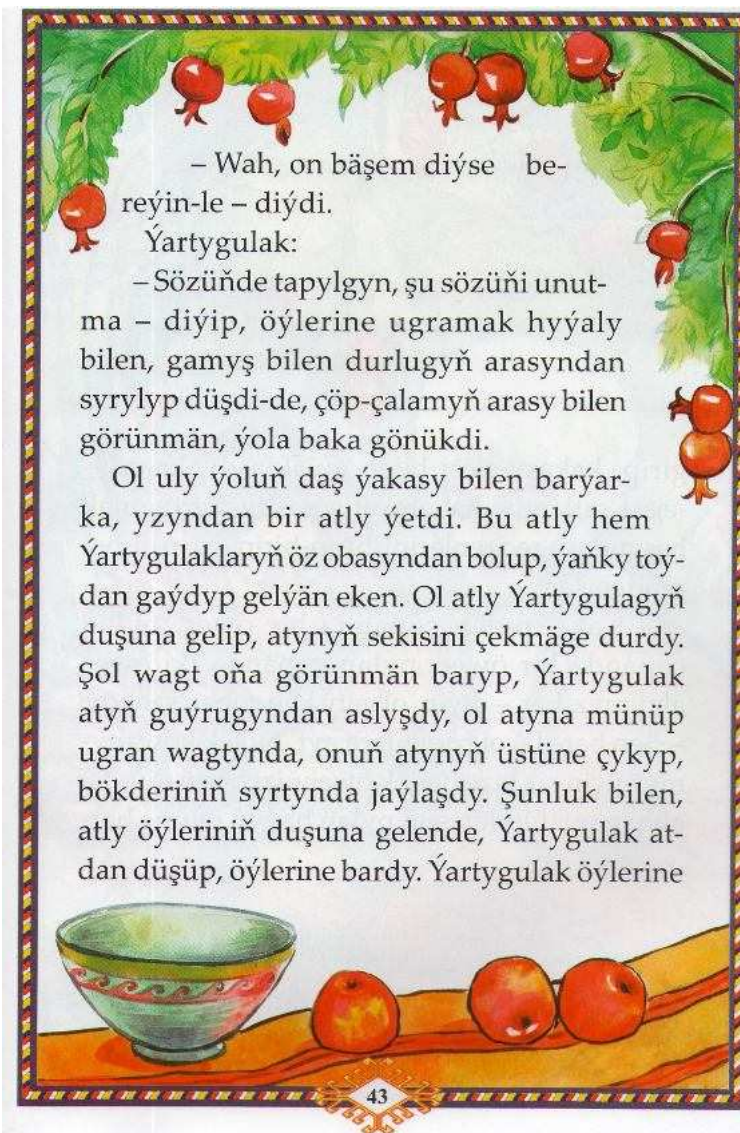 – Wah, on bäşem diýse be-
reýin-le – diýdi.
Ýartygulak:
– Sözüňde tapylgyn, şu sözüňi unut-
ma – diýip, öýlerine ugramak hyýaly
bilen, gamyş bilen durlugyň arasyndan
syrylyp düşdi-de, çöp-çalamyň arasy bilen
görünmän, ýola baka gönükdi.
Ol uly ýoluň daş ýakasy bilen barýar-
ka, yzyndan bir atly ýetdi. Bu atly hem
Ýartygulaklaryň öz obasyndan bolup, ýaňky toý-
dan gaýdyp gelýän eken. Ol atly Ýartygulagyň
duşuna gelip, atynyň sekisini çekmäge durdy.
Şol wagt oňa görünmän baryp, Ýartygulak
atyň guýrugyndan aslyşdy, ol atyna münüp
ugran wagtynda, onuň atynyň üstüne çykyp,
bökderiniň syrtynda jaýlaşdy. Şunluk bilen,
atly öýleriniň duşuna gelende, Ýartygulak at-
dan düşüp, öýlerine bardy. Ýartygulak öýlerine
43